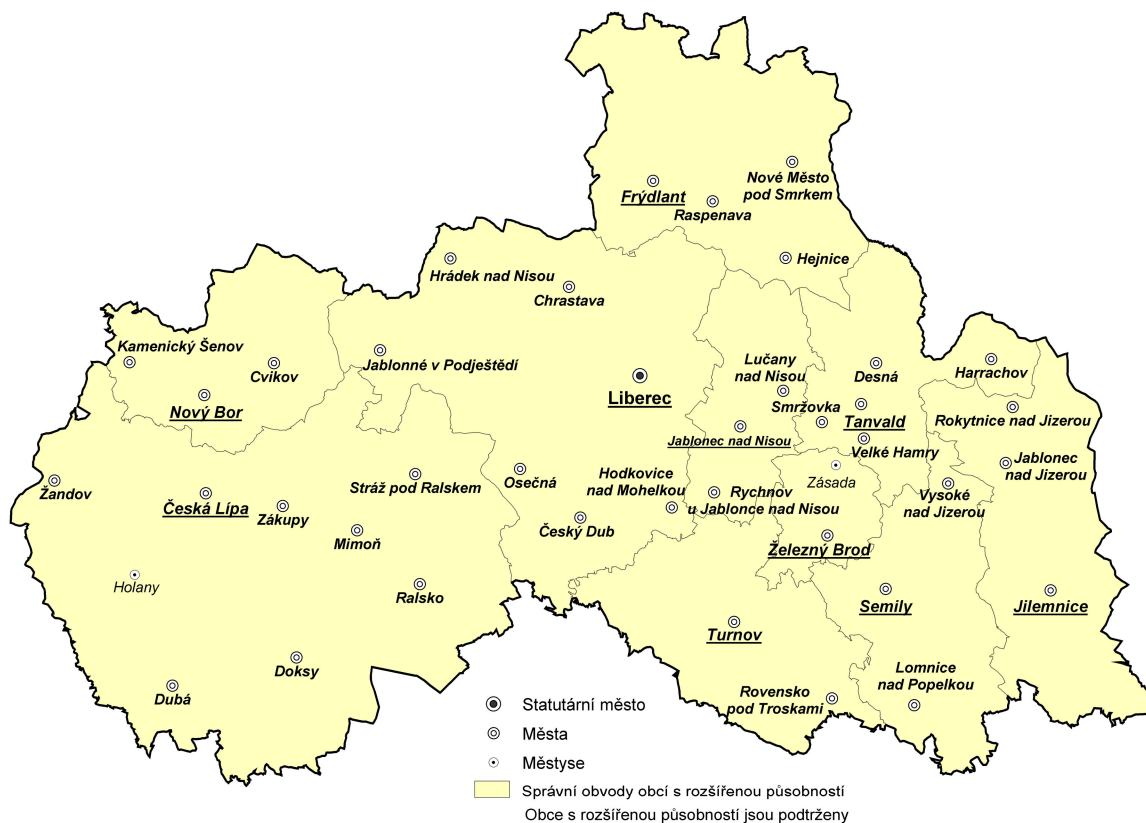 Nové Město
pod Smrkem
Frýdlant
Raspenava
Hejnice
Hrádek nad Nisou
Chrastava
Kamenický Šenov
Cvikov
Jablonné v Podještědí
Nový Bor
Liberec
Lučany
nad Nisou
Desná
Harrachov
Smržovka
Tanvald
Rokytnice nad Jizerou
Jablonec nad Nisou
Velké Hamry
Jablonec
nad Jizerou
Žandov
Česká Lípa
Zákupy
Stráž pod Ralskem
Osečná
Hodkovice
nad Mohelkou
Rychnov
u Jablonce nad Nisou
Zásada
Vysoké
nad Jizerou
Mimoň
Český Dub
Železný Brod
Holany
Ralsko
Semily
Jilemnice
Turnov
Doksy
Dubá
Lomnice
nad Popelkou
Rovensko
pod Troskami
Statutární město
Města
Městyse
Správní obvody obcí s rozšířenou působností
Obce s rozšířenou působností jsou podtrženy